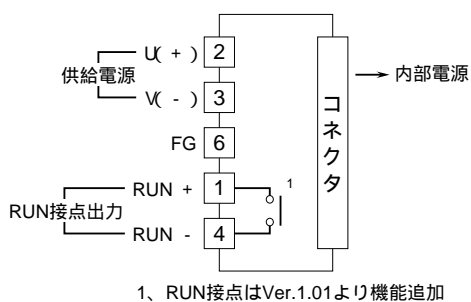 U( + ) 2
供給電源
V( - ) 3
FG 6
RUN + 1
RUN接点出力
RUN - 4
1
コネクタ
内部電源
1、RUN接点はVer.1.01より機能追加